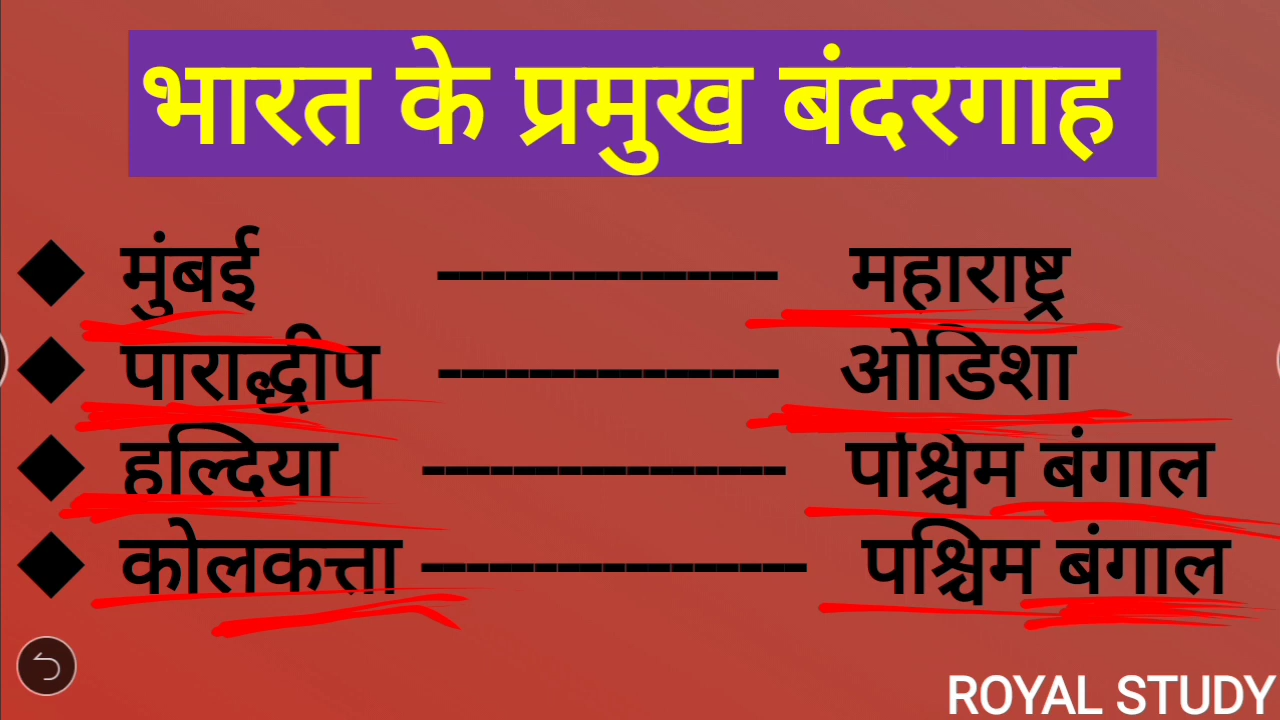 भारत के प्रमुख बंदरगाह
◆ मुंबई --------------- महाराष्ट्र
◆ पाराद्धीप --------------- ओडिशा
◆ हल्दिया ---------------- पश्चिम बंगाल
◆ कोलकत्ता ----------------- पश्चिम बंगाल
ROYAL STUDY